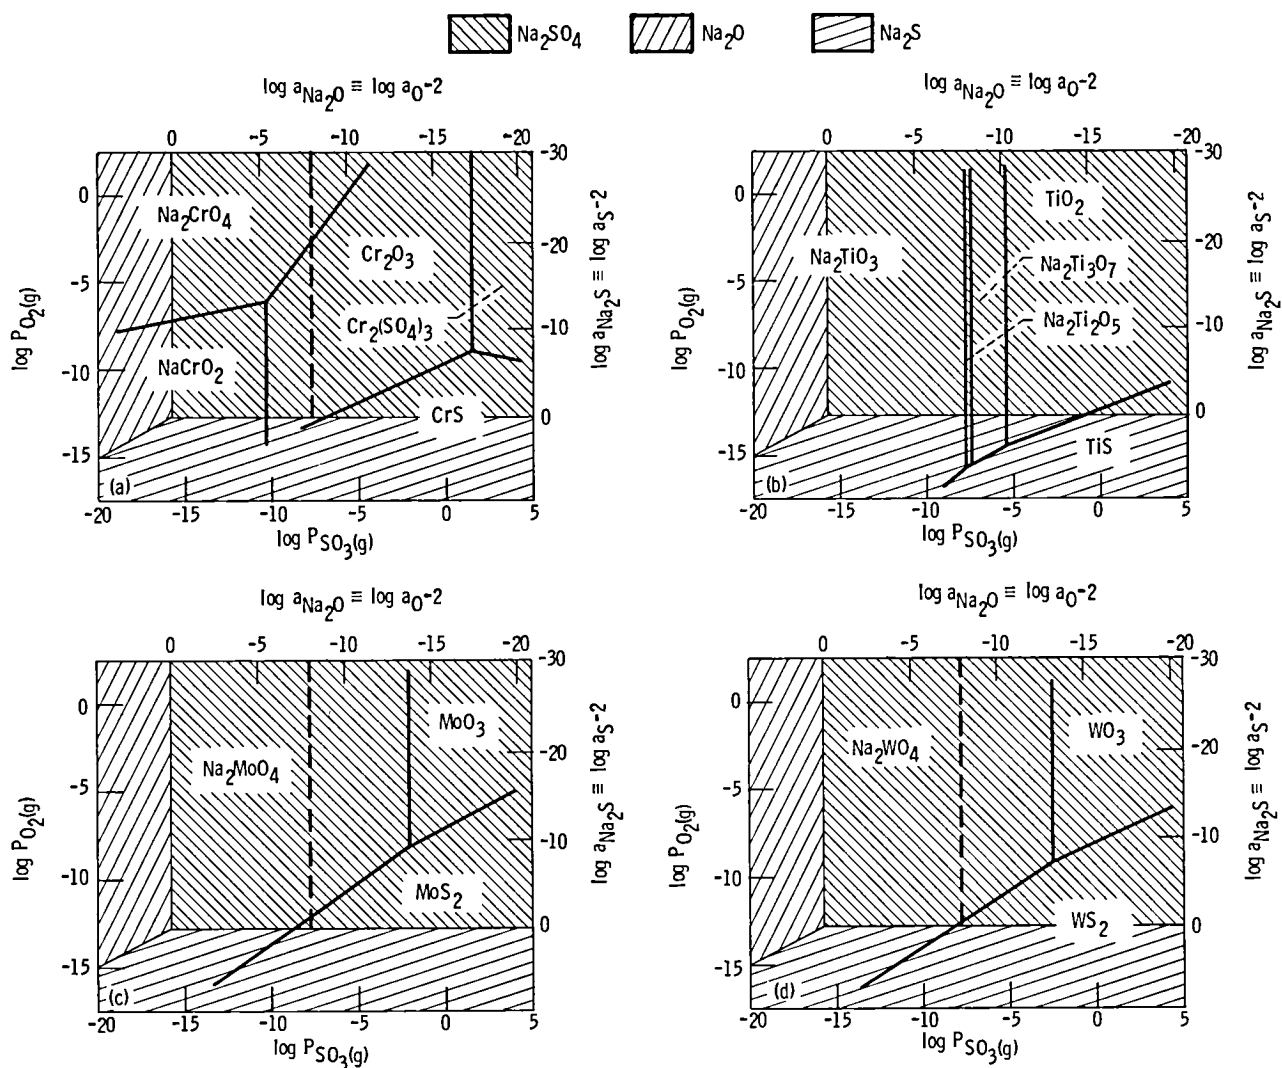 Na2SO4 Na2O Na2S
log aNa2O ≡ log aO-2
0 -5 -10 -15 -20
-30
-20
-10
0
log aNa2S ≡ log aS-2
0
-5
-10
-15
log PO2(g)
Na2CrO4
Cr2O3
Cr2(SO4)3
NaCrO2
CrS
(a)
-20 -15 -10 -5 0 5
log PSO3(g)
log aNa2O ≡ log aO-2
0 -5 -10 -15 -20
-30
-20
-10
0
log aNa2S ≡ log aS-2
0
-5
-10
-15
log PO2(g)
TiO2
Na2TiO3
Na2Ti3O7
Na2Ti2O5
TiS
(b)
-20 -15 -10 -5 0 5
log PSO3(g)
log aNa2O ≡ log aO-2
0 -5 -10 -15 -20
-30
-20
-10
0
log aNa2S ≡ log aS-2
0
-5
-10
-15
log PO2(g)
MoO3
Na2MoO4
MoS2
(c)
-20 -15 -10 -5 0 5
log PSO3(g)
log aNa2O ≡ log aO-2
0 -5 -10 -15 -20
-30
-20
-10
0
log aNa2S ≡ log aS-2
0
-5
-10
-15
log PO2(g)
WO3
Na2WO4
WS2
(d)
-20 -15 -10 -5 0 5
log PSO3(g)